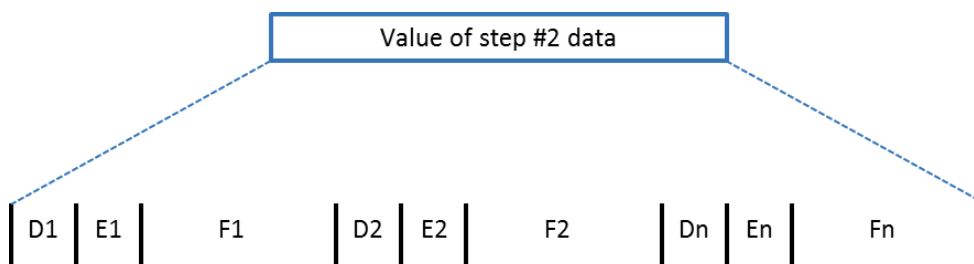 Value of step #2 data
D1 E1 F1 D2 E2 F2 Dn En Fn